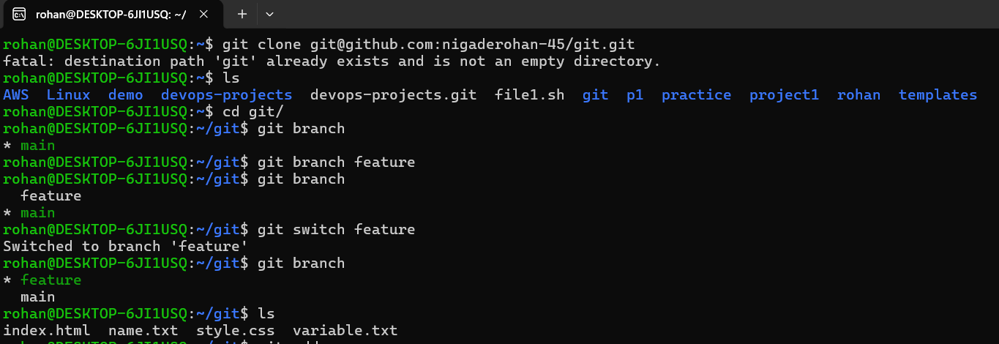 rohan@DESKTOP-6JI1USQ: ~/
rohan@DESKTOP-6JI1USQ:~$ git clone git@github.com:nigaderohan-45/git.git
fatal: destination path 'git' already exists and is not an empty directory.
rohan@DESKTOP-6JI1USQ:~$ ls
AWS  Linux  demo  devops-projects  devops-projects.git  file1.sh  git  p1  practice  project1  rohan  templates
rohan@DESKTOP-6JI1USQ:~$ cd git/
rohan@DESKTOP-6JI1USQ:~/git$ git branch
* main
rohan@DESKTOP-6JI1USQ:~/git$ git branch feature
rohan@DESKTOP-6JI1USQ:~/git$ git branch
  feature
* main
rohan@DESKTOP-6JI1USQ:~/git$ git switch feature
Switched to branch 'feature'
rohan@DESKTOP-6JI1USQ:~/git$ git branch
* feature
  main
rohan@DESKTOP-6JI1USQ:~/git$ ls
index.html  name.txt  style.css  variable.txt
rohan@DESKTOP-6JI1USQ:~/git$